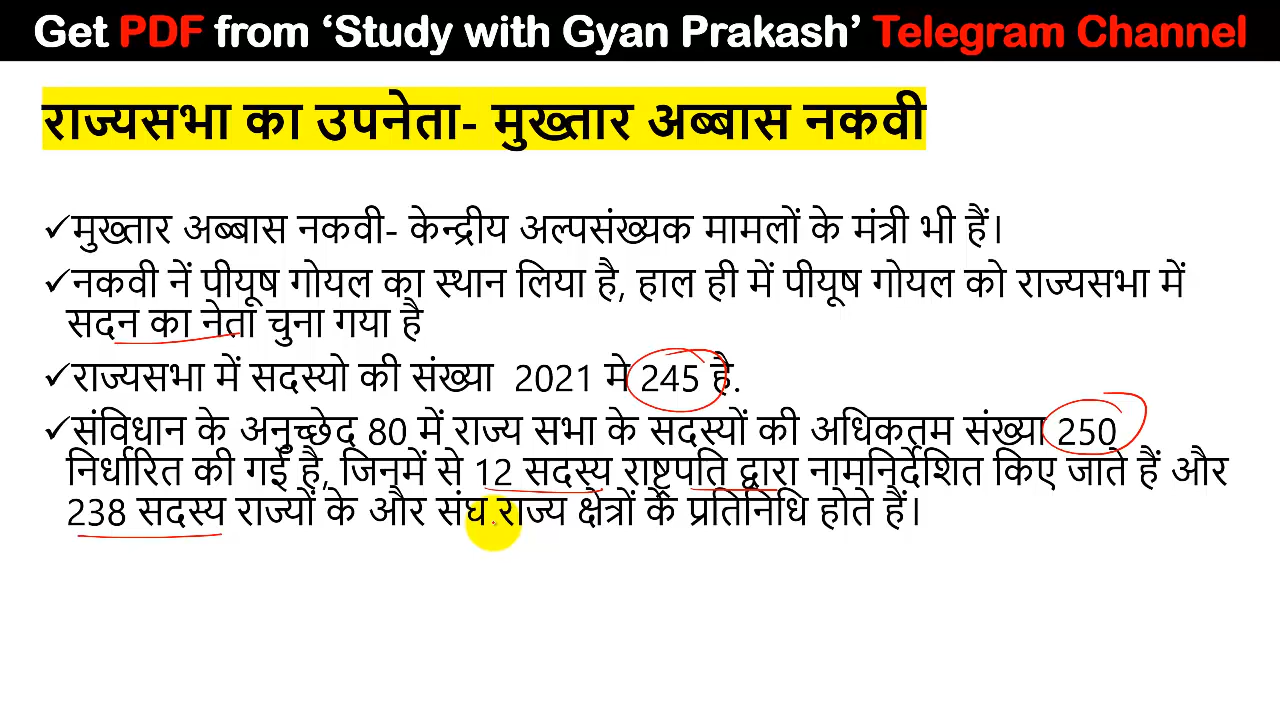 Get PDF from ‘Study with Gyan Prakash’ Telegram Channel
राज्यसभा का उपनेता- मुख्तार अब्बास नकवी
✓मुख्तार अब्बास नकवी- केन्द्रीय अल्पसंख्यक मामलों के मंत्री भी हैं।
✓नकवी नें पीयूष गोयल का स्थान लिया है, हाल ही में पीयूष गोयल को राज्यसभा में
सदन का नेता चुना गया है
✓राज्यसभा में सदस्यो की संख्या 2021 मे 245 है.
✓संविधान के अनुच्छेद 80 में राज्य सभा के सदस्यों की अधिकतम संख्या 250
निर्धारित की गई है, जिनमें से 12 सदस्य राष्ट्रपति द्वारा नामनिर्देशित किए जाते हैं और
238 सदस्य राज्यों के और संघ राज्य क्षेत्रों के प्रतिनिधि होते हैं।